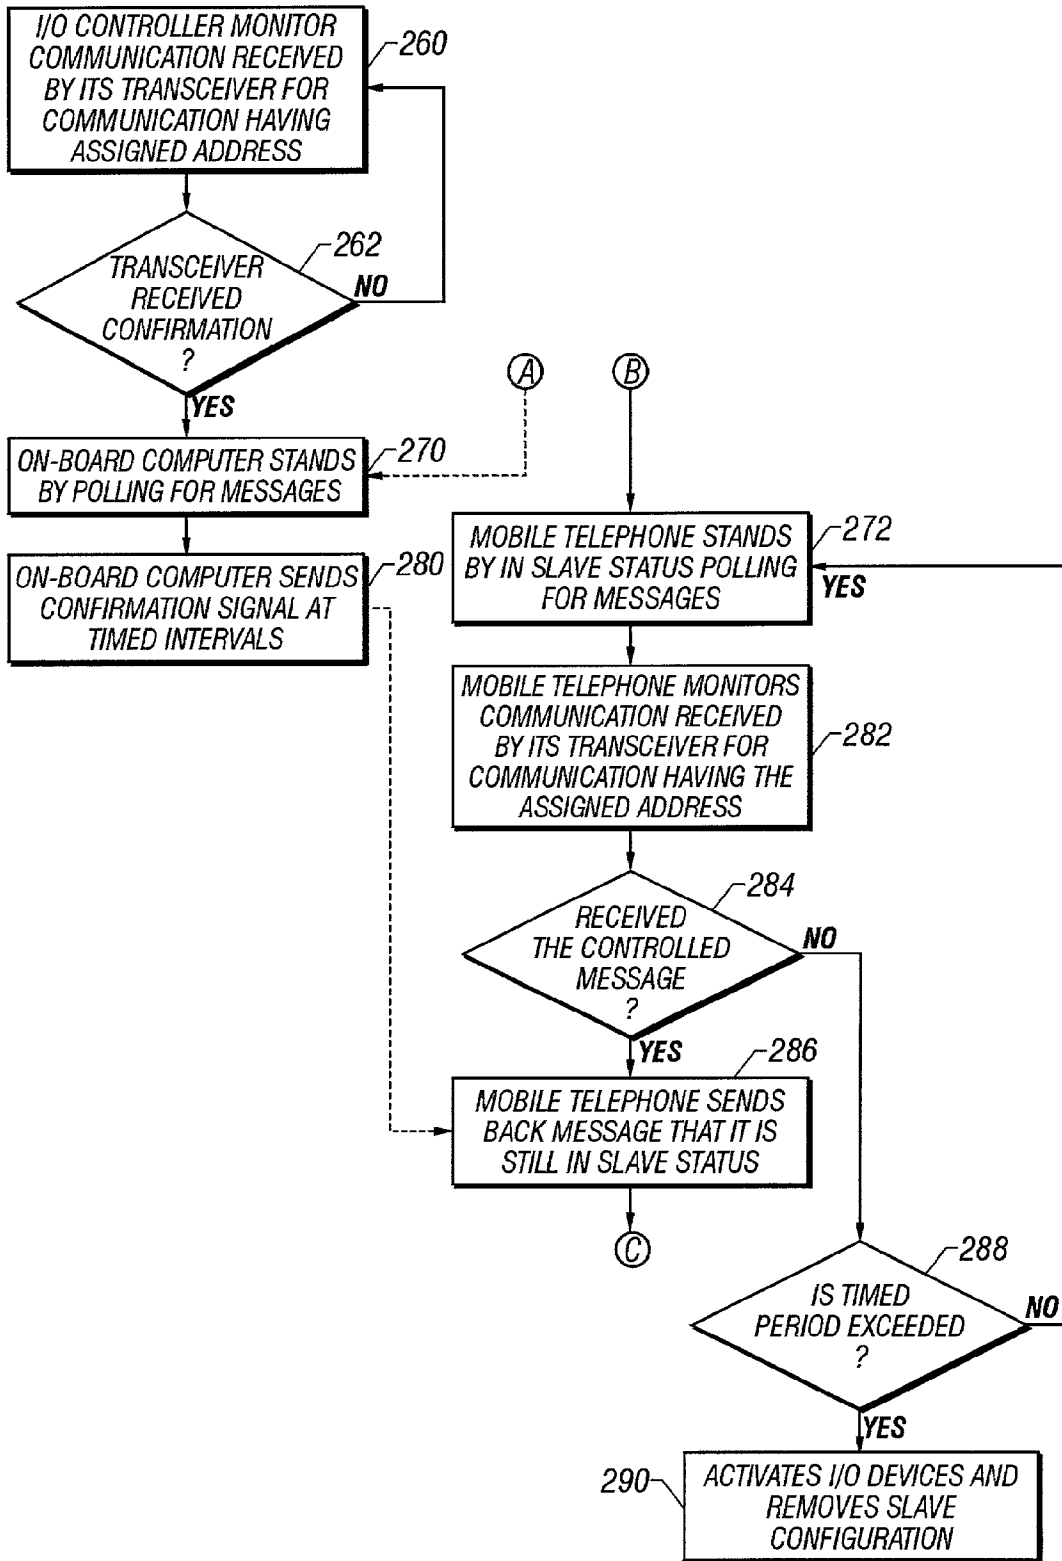 I/O CONTROLLER MONITOR
COMMUNICATION RECEIVED
BY ITS TRANSCEIVER FOR
COMMUNICATION HAVING
ASSIGNED ADDRESS
260
262
TRANSCEIVER
RECEIVED
CONFIRMATION
?
NO
YES
A
B
ON-BOARD COMPUTER STANDS
BY POLLING FOR MESSAGES
270
ON-BOARD COMPUTER SENDS
CONFIRMATION SIGNAL AT
TIMED INTERVALS
280
MOBILE TELEPHONE STANDS
BY IN SLAVE STATUS POLLING
FOR MESSAGES
272
YES
MOBILE TELEPHONE MONITORS
COMMUNICATION RECEIVED
BY ITS TRANSCEIVER FOR
COMMUNICATION HAVING THE
ASSIGNED ADDRESS
282
284
RECEIVED
THE CONTROLLED
MESSAGE
?
NO
YES
286
MOBILE TELEPHONE SENDS
BACK MESSAGE THAT IT IS
STILL IN SLAVE STATUS
C
288
IS TIMED
PERIOD EXCEEDED
?
NO
YES
290
ACTIVATES I/O DEVICES AND
REMOVES SLAVE
CONFIGURATION